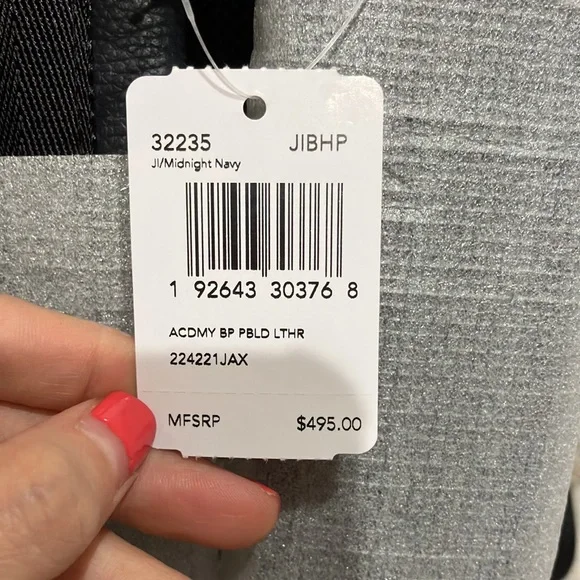 32235 JIBHP
JI/Midnight Navy
1 92643 30376 8
ACDMY BP PBLD LTHR
224221JAX
MFSRP $495.00